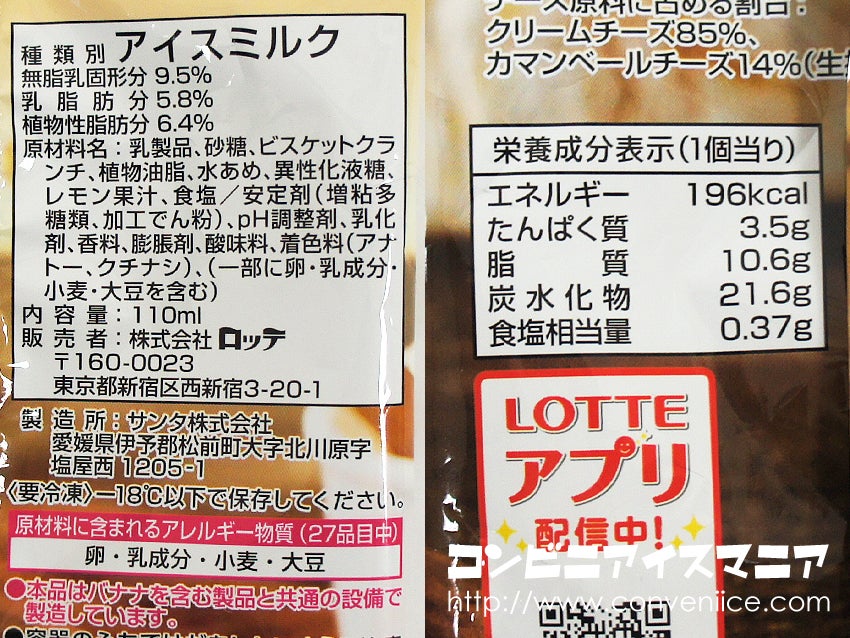 種類別 アイスミルク
無脂乳固形分 9.5%
乳脂肪分 5.8%
植物性脂肪分 6.4%
原材料名：乳製品、砂糖、ビスケットクラ
ンチ、植物油脂、水あめ、異性化液糖、
レモン果汁、食塩／安定剤（増粘多
糖類、加工でん粉）、pH調整剤、乳化
剤、香料、膨脹剤、酸味料、着色料（アナ
トー、クチナシ）、（一部に卵・乳成分・
小麦・大豆を含む）
内容量：110ml
販売者：株式会社 ロッテ
〒160-0023
東京都新宿区西新宿3-20-1
製造所：サンタ株式会社
愛媛県伊予郡松前町大字北川原字
塩屋西 1205-1
〈要冷凍〉－18℃以下で保存してください。
原材料に含まれるアレルギー物質（27品目中）
卵・乳成分・小麦・大豆
●本品はバナナを含む製品と共通の設備で
製造しています。
チーズ原料に占める割合：
クリームチーズ85%、
カマンベールチーズ14%（生
栄養成分表示（1個当り）
エネルギー 196kcal
たんぱく質 3.5g
脂質 10.6g
炭水化物 21.6g
食塩相当量 0.37g
LOTTE
アプリ
配信中！
コンビニアイスマニア
http://www.conveniice.com/